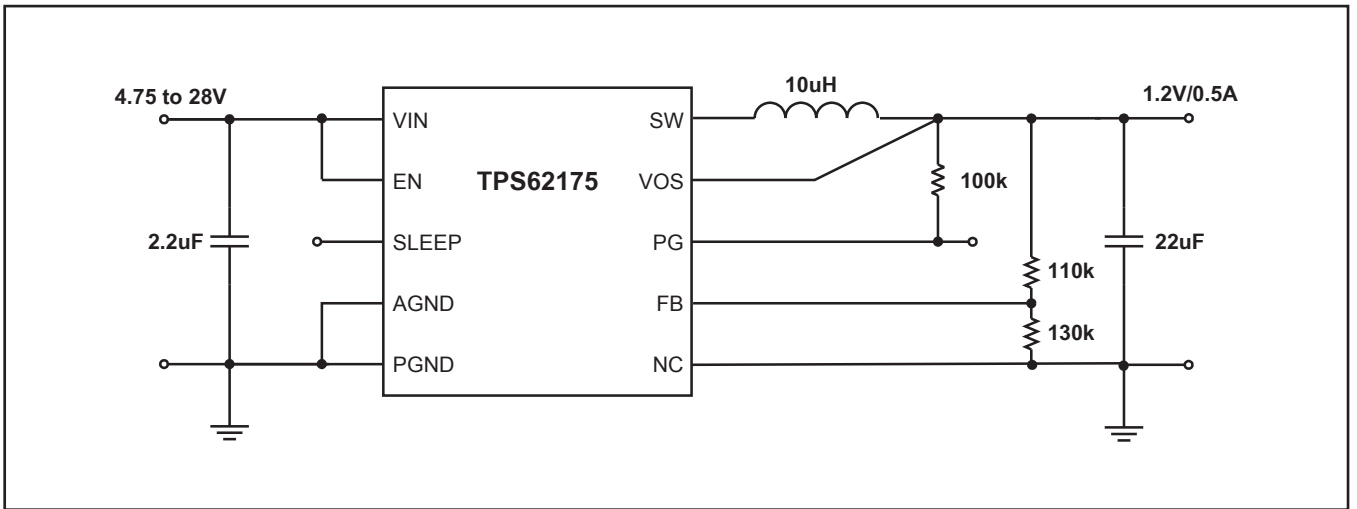 4.75 to 28V
10uH
1.2V/0.5A
VIN
SW
EN
TPS62175
VOS
100k
2.2uF
SLEEP
PG
22uF
110k
AGND
FB
130k
PGND
NC